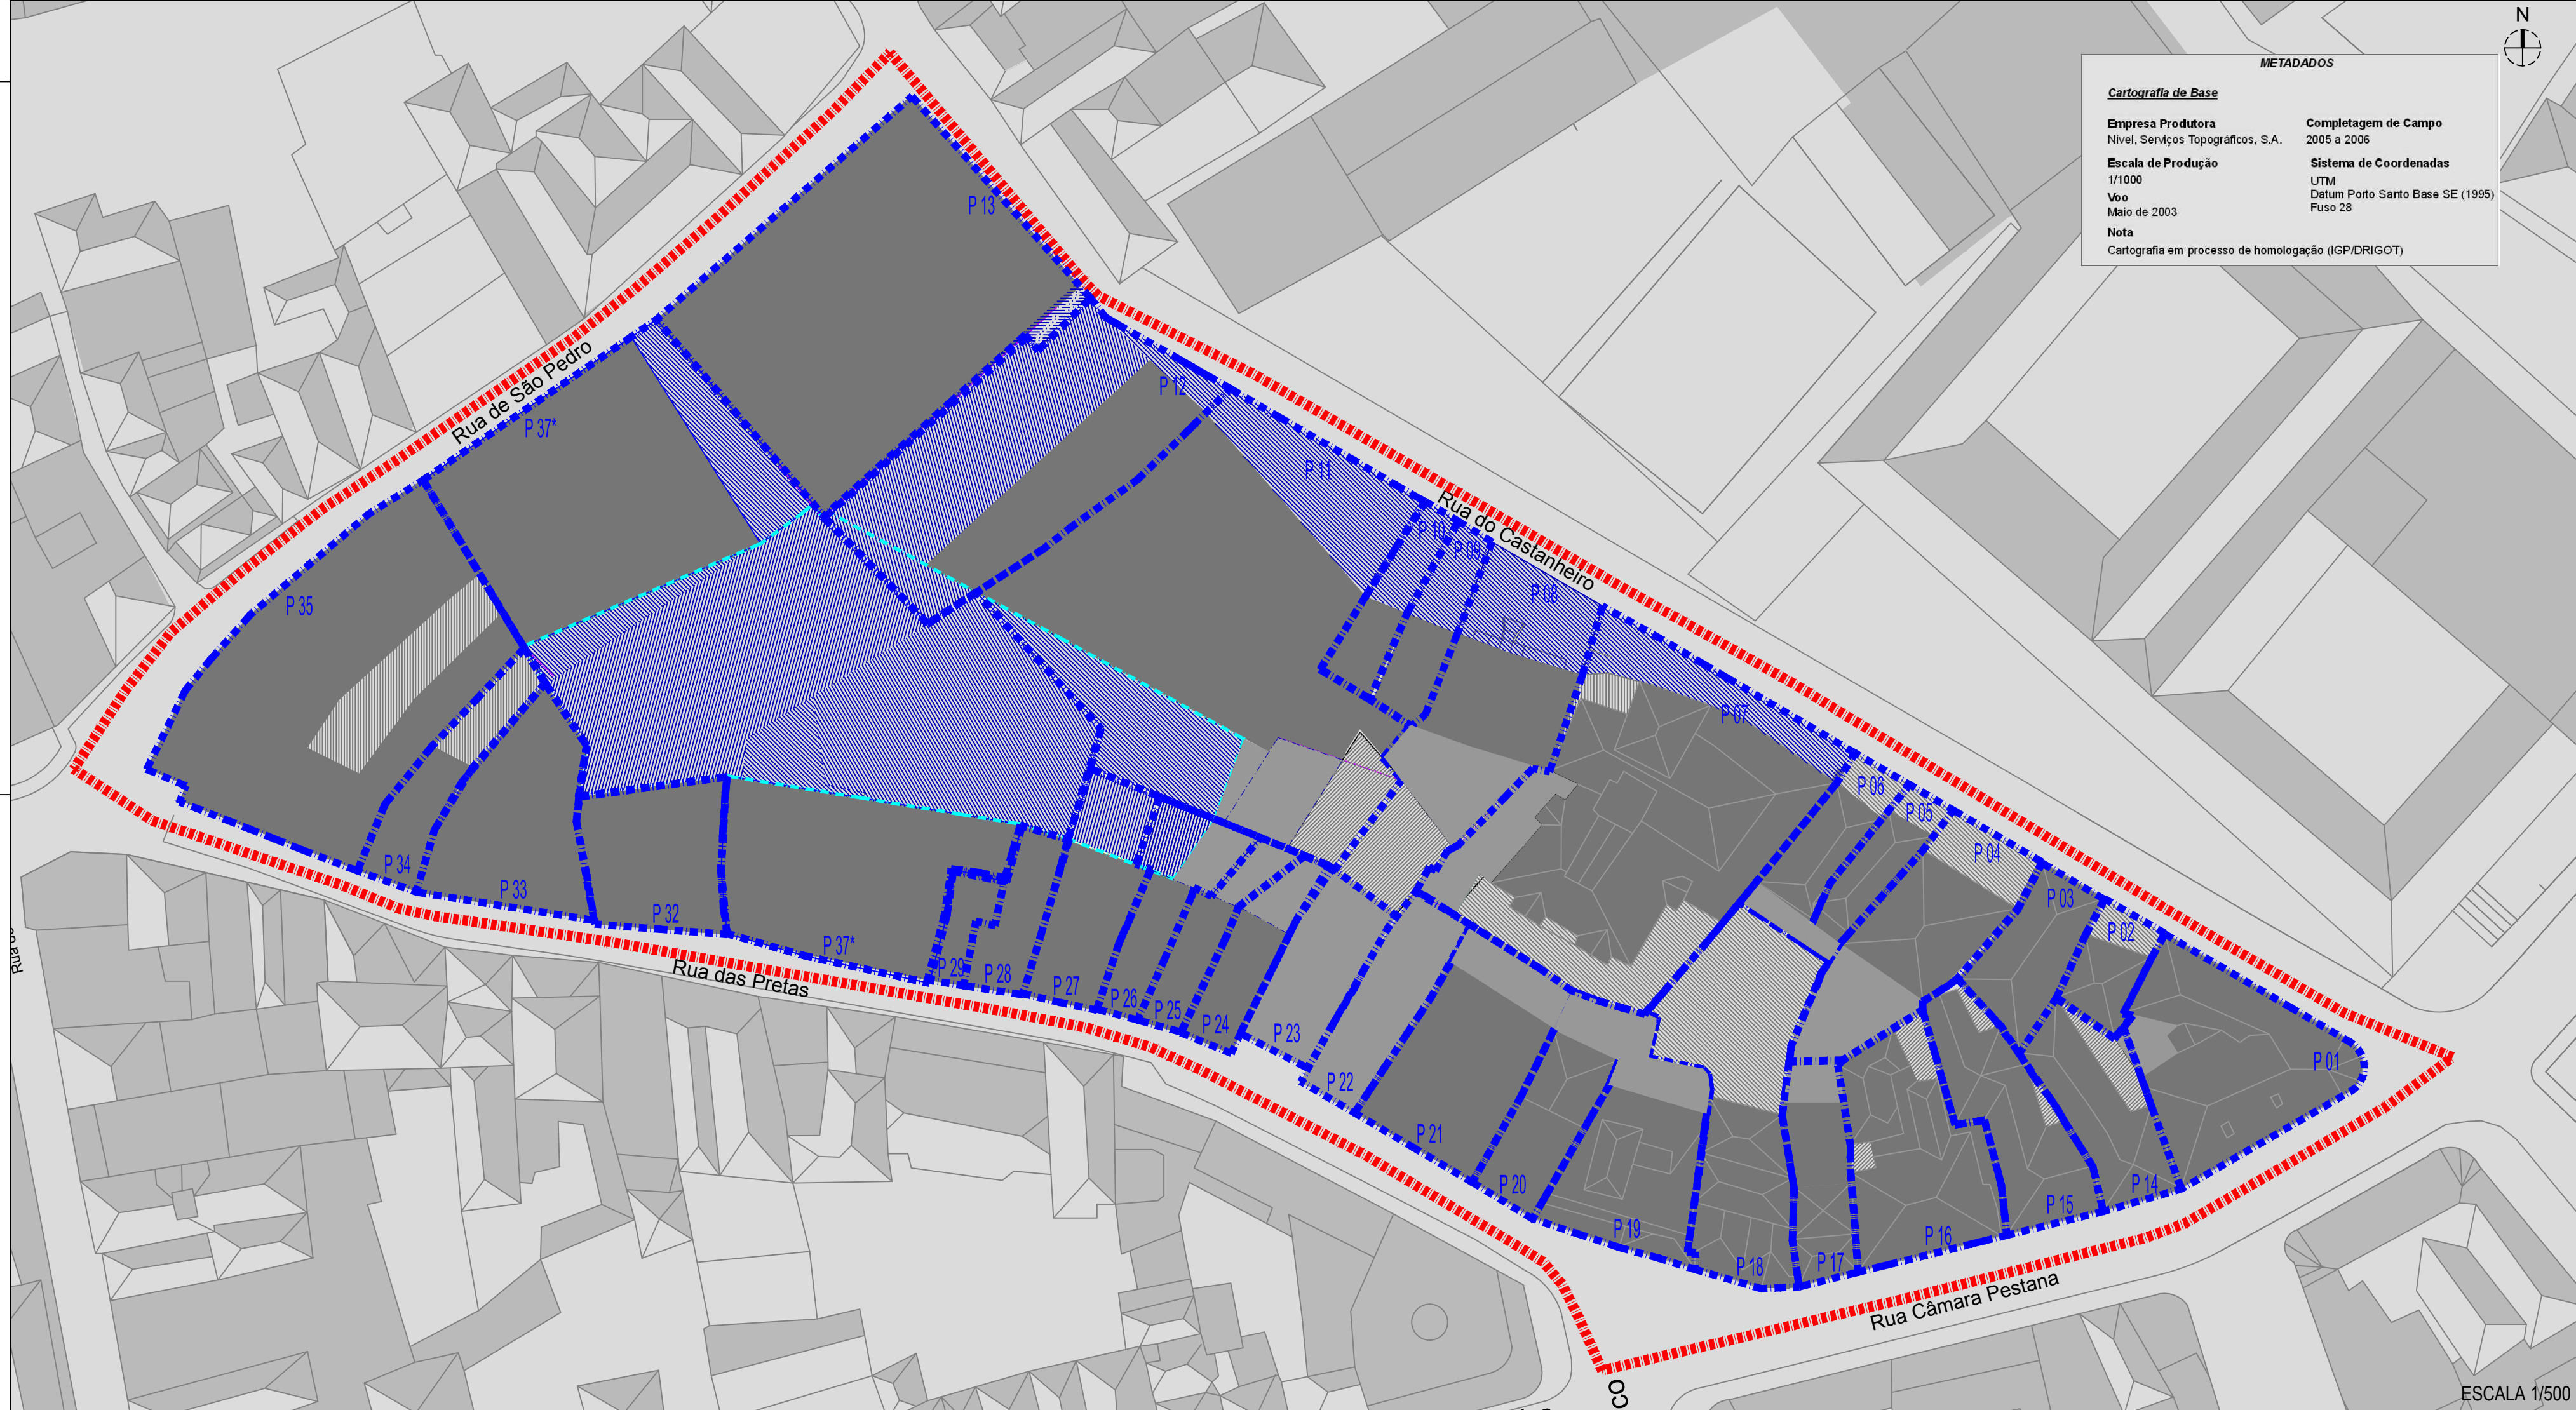 N
METADADOS
Cartografia de Base
Empresa Produtora
Completagem de Campo
Nível, Serviços Topográficos, S.A.
2005 a 2006
Escala de Produção
Sistema de Coordenadas
1/1000
UTM
Voo
Datum Porto Santo Base SE (1995)
Maio de 2003
Fuso 28
Nota
Cartografia em processo de homologação (IGP/DRIGOT)
P 13
Rua de São Pedro
P 37*
P 12
P 11
Rua do Castanheiro
P 10
P 09
P 08
P 35
P 07
P 06
P 05
P 04
P 03
P 02
P 01
P 34
P 33
P 32
P 37*
Rua das Pretas
P 29
P 28
P 27
P 26
P 25
P 24
P 23
P 22
P 21
P 20
P 19
P 18
P 17
P 16
P 15
P 14
Rua Câmara Pestana
CO
ESCALA 1/500